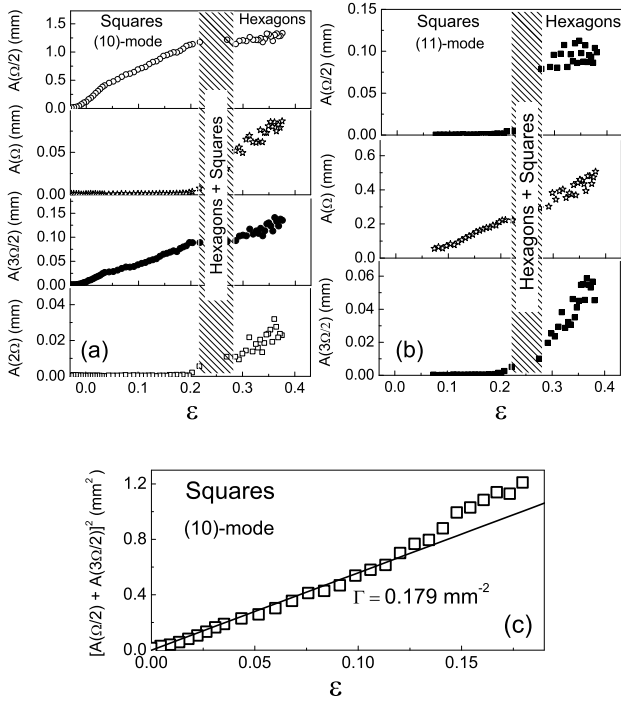 Squares
(10)-mode
Hexagons
A(Ω/2) (mm)
1.5
1.0
0.5
0.0
A(Ω) (mm)
0.05
0.00
A(3Ω/2) (mm)
0.15
0.10
0.05
0.00
A(2Ω) (mm)
0.04
0.02
0.00
Hexagons + Squares
(a)
0.0 0.1 0.2 0.3 0.4
ε
Squares
(11)-mode
Hexagons
A(Ω/2) (mm)
0.10
0.05
0.00
A(Ω) (mm)
0.6
0.4
0.2
0.0
A(3Ω/2) (mm)
0.06
0.04
0.02
0.00
Hexagons + Squares
(b)
0.0 0.1 0.2 0.3 0.4
ε
[A(Ω/2) + A(3Ω/2)]² (mm²)
1.2
0.8
0.4
0.0
Squares
(10)-mode
Γ = 0.179 mm⁻²
(c)
0.00 0.05 0.10 0.15
ε